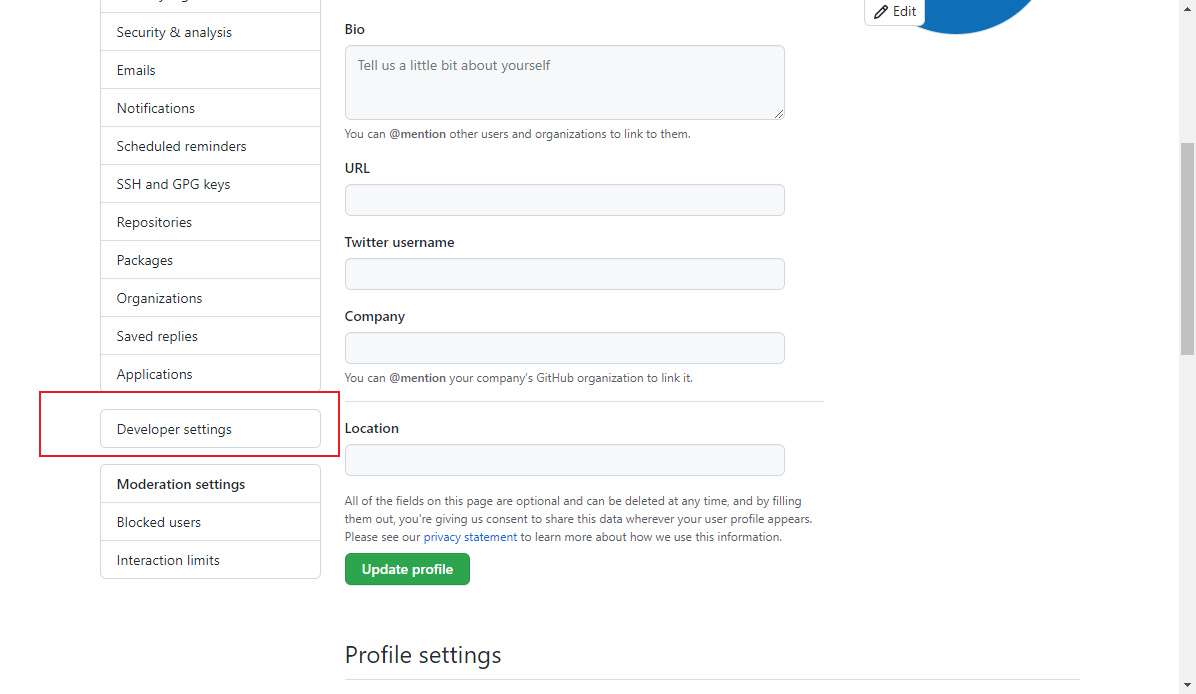 Security & analysis
Emails
Notifications
Scheduled reminders
SSH and GPG keys
Repositories
Packages
Organizations
Saved replies
Applications
Developer settings
Moderation settings
Blocked users
Interaction limits
Edit
Bio
Tell us a little bit about yourself
You can @mention other users and organizations to link to them.
URL
Twitter username
Company
You can @mention your company's GitHub organization to link it.
Location
All of the fields on this page are optional and can be deleted at any time, and by filling
them out, you're giving us consent to share this data wherever your user profile appears.
Please see our privacy statement to learn more about how we use this information.
Update profile
Profile settings